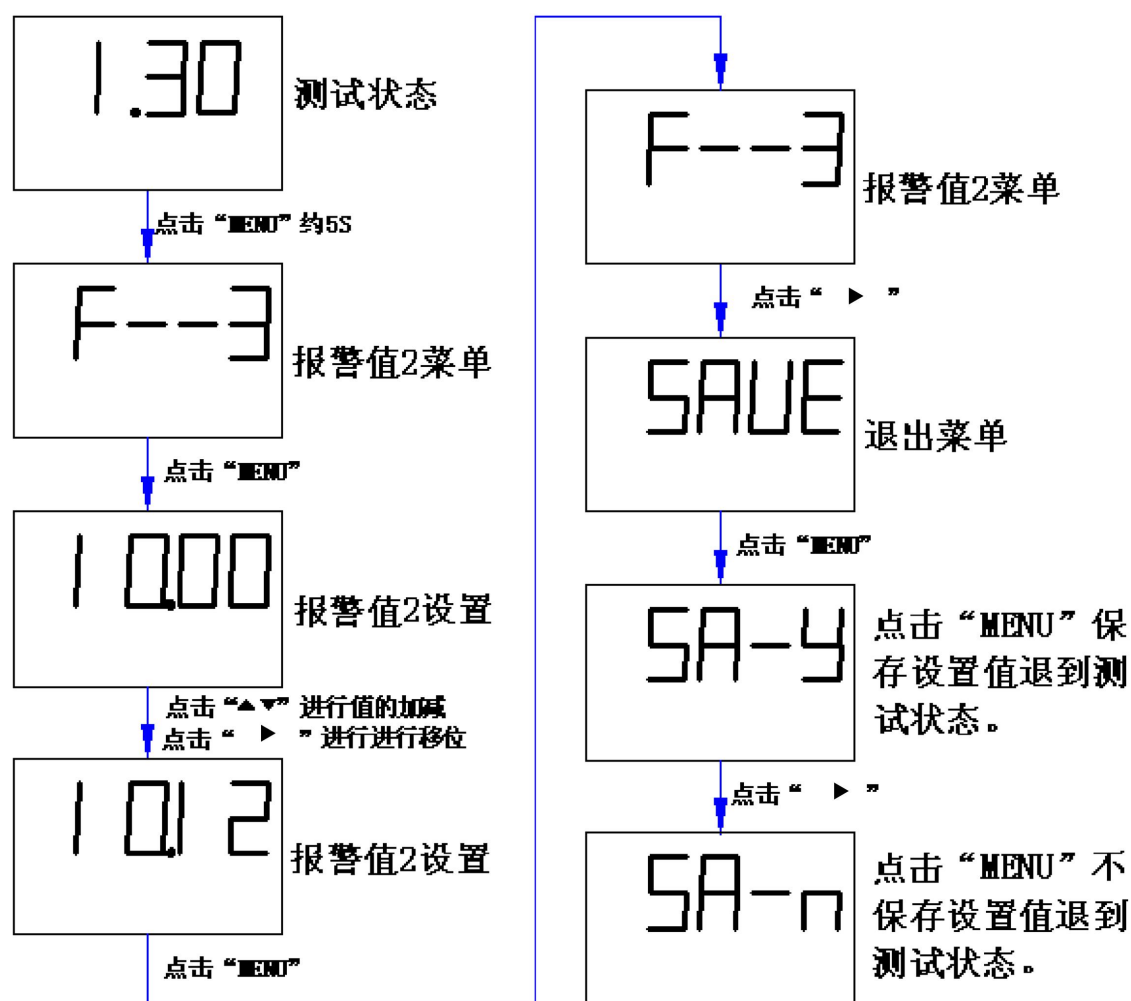 1.30
测试状态
点击“MENU”约5S
F---3
报警值2菜单
点击“MENU”
10.00
报警值2设置
点击“▲▼”进行值的加减
点击“ ▶ ”进行进行移位
10.12
报警值2设置
点击“MENU”
F---3
报警值2菜单
点击“ ▶ ”
SAVE
退出菜单
点击“MENU”
SA-y
点击“MENU”保
存设置值退到测
试状态。
点击“ ▶ ”
SA-n
点击“MENU”不
保存设置值退到
测试状态。